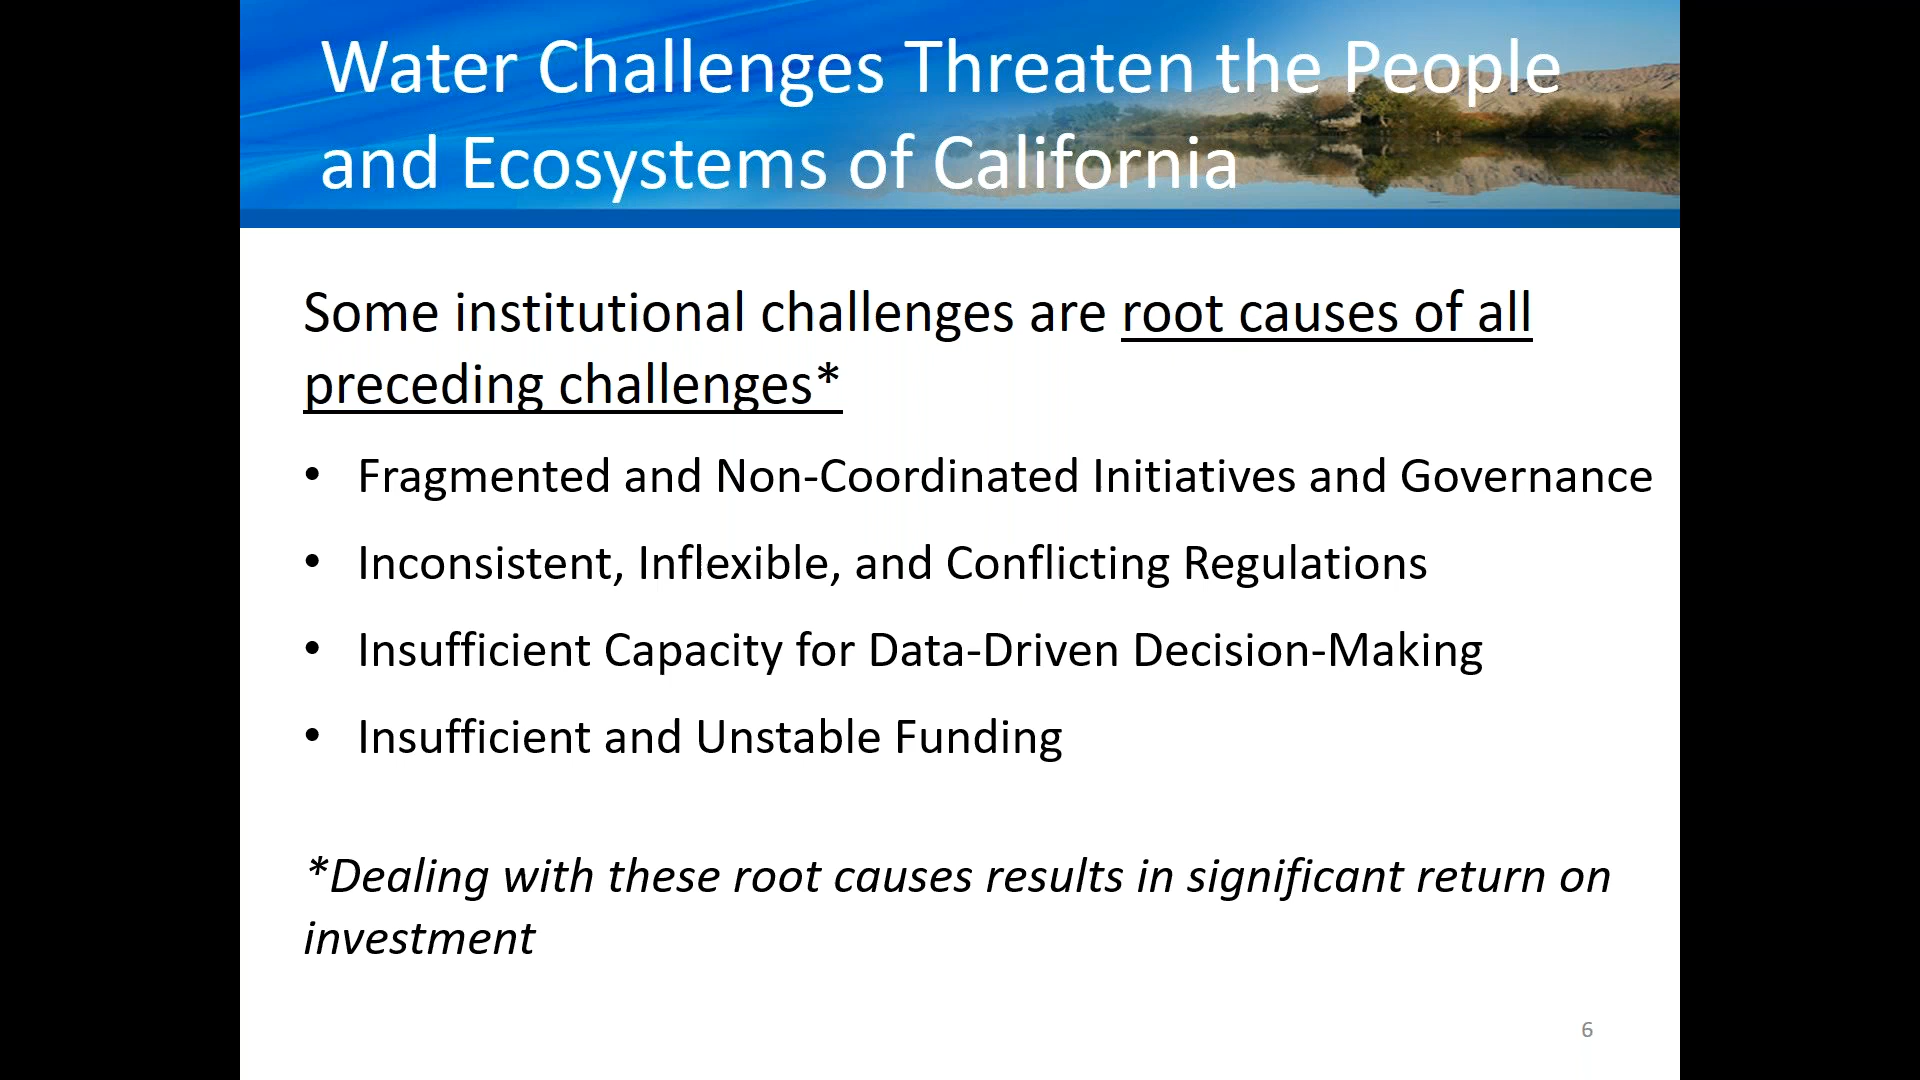 Water Challenges Threaten the People
and Ecosystems of California
Some institutional challenges are root causes of all
preceding challenges*
• Fragmented and Non-Coordinated Initiatives and Governance
• Inconsistent, Inflexible, and Conflicting Regulations
• Insufficient Capacity for Data-Driven Decision-Making
• Insufficient and Unstable Funding
*Dealing with these root causes results in significant return on
investment
6